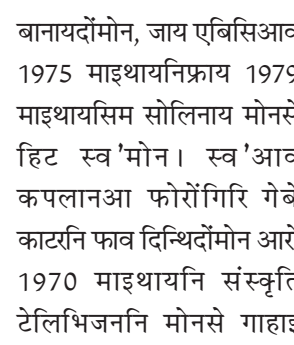 बानायदोंमोन, जाय एबिसिआव
1975 माइथायनिफ्राय 1979
माइथायसिम सोलिनाय मोनसे
हिट स्व'मोन। स्व'आव
कपलानआ फोरोंगिरि गेबे
काटरनि फाव दिन्थिदोंमोन आरो
1970 माइथायनि संस्कृति
टेलिभिजननि मोनसे गाहाइ